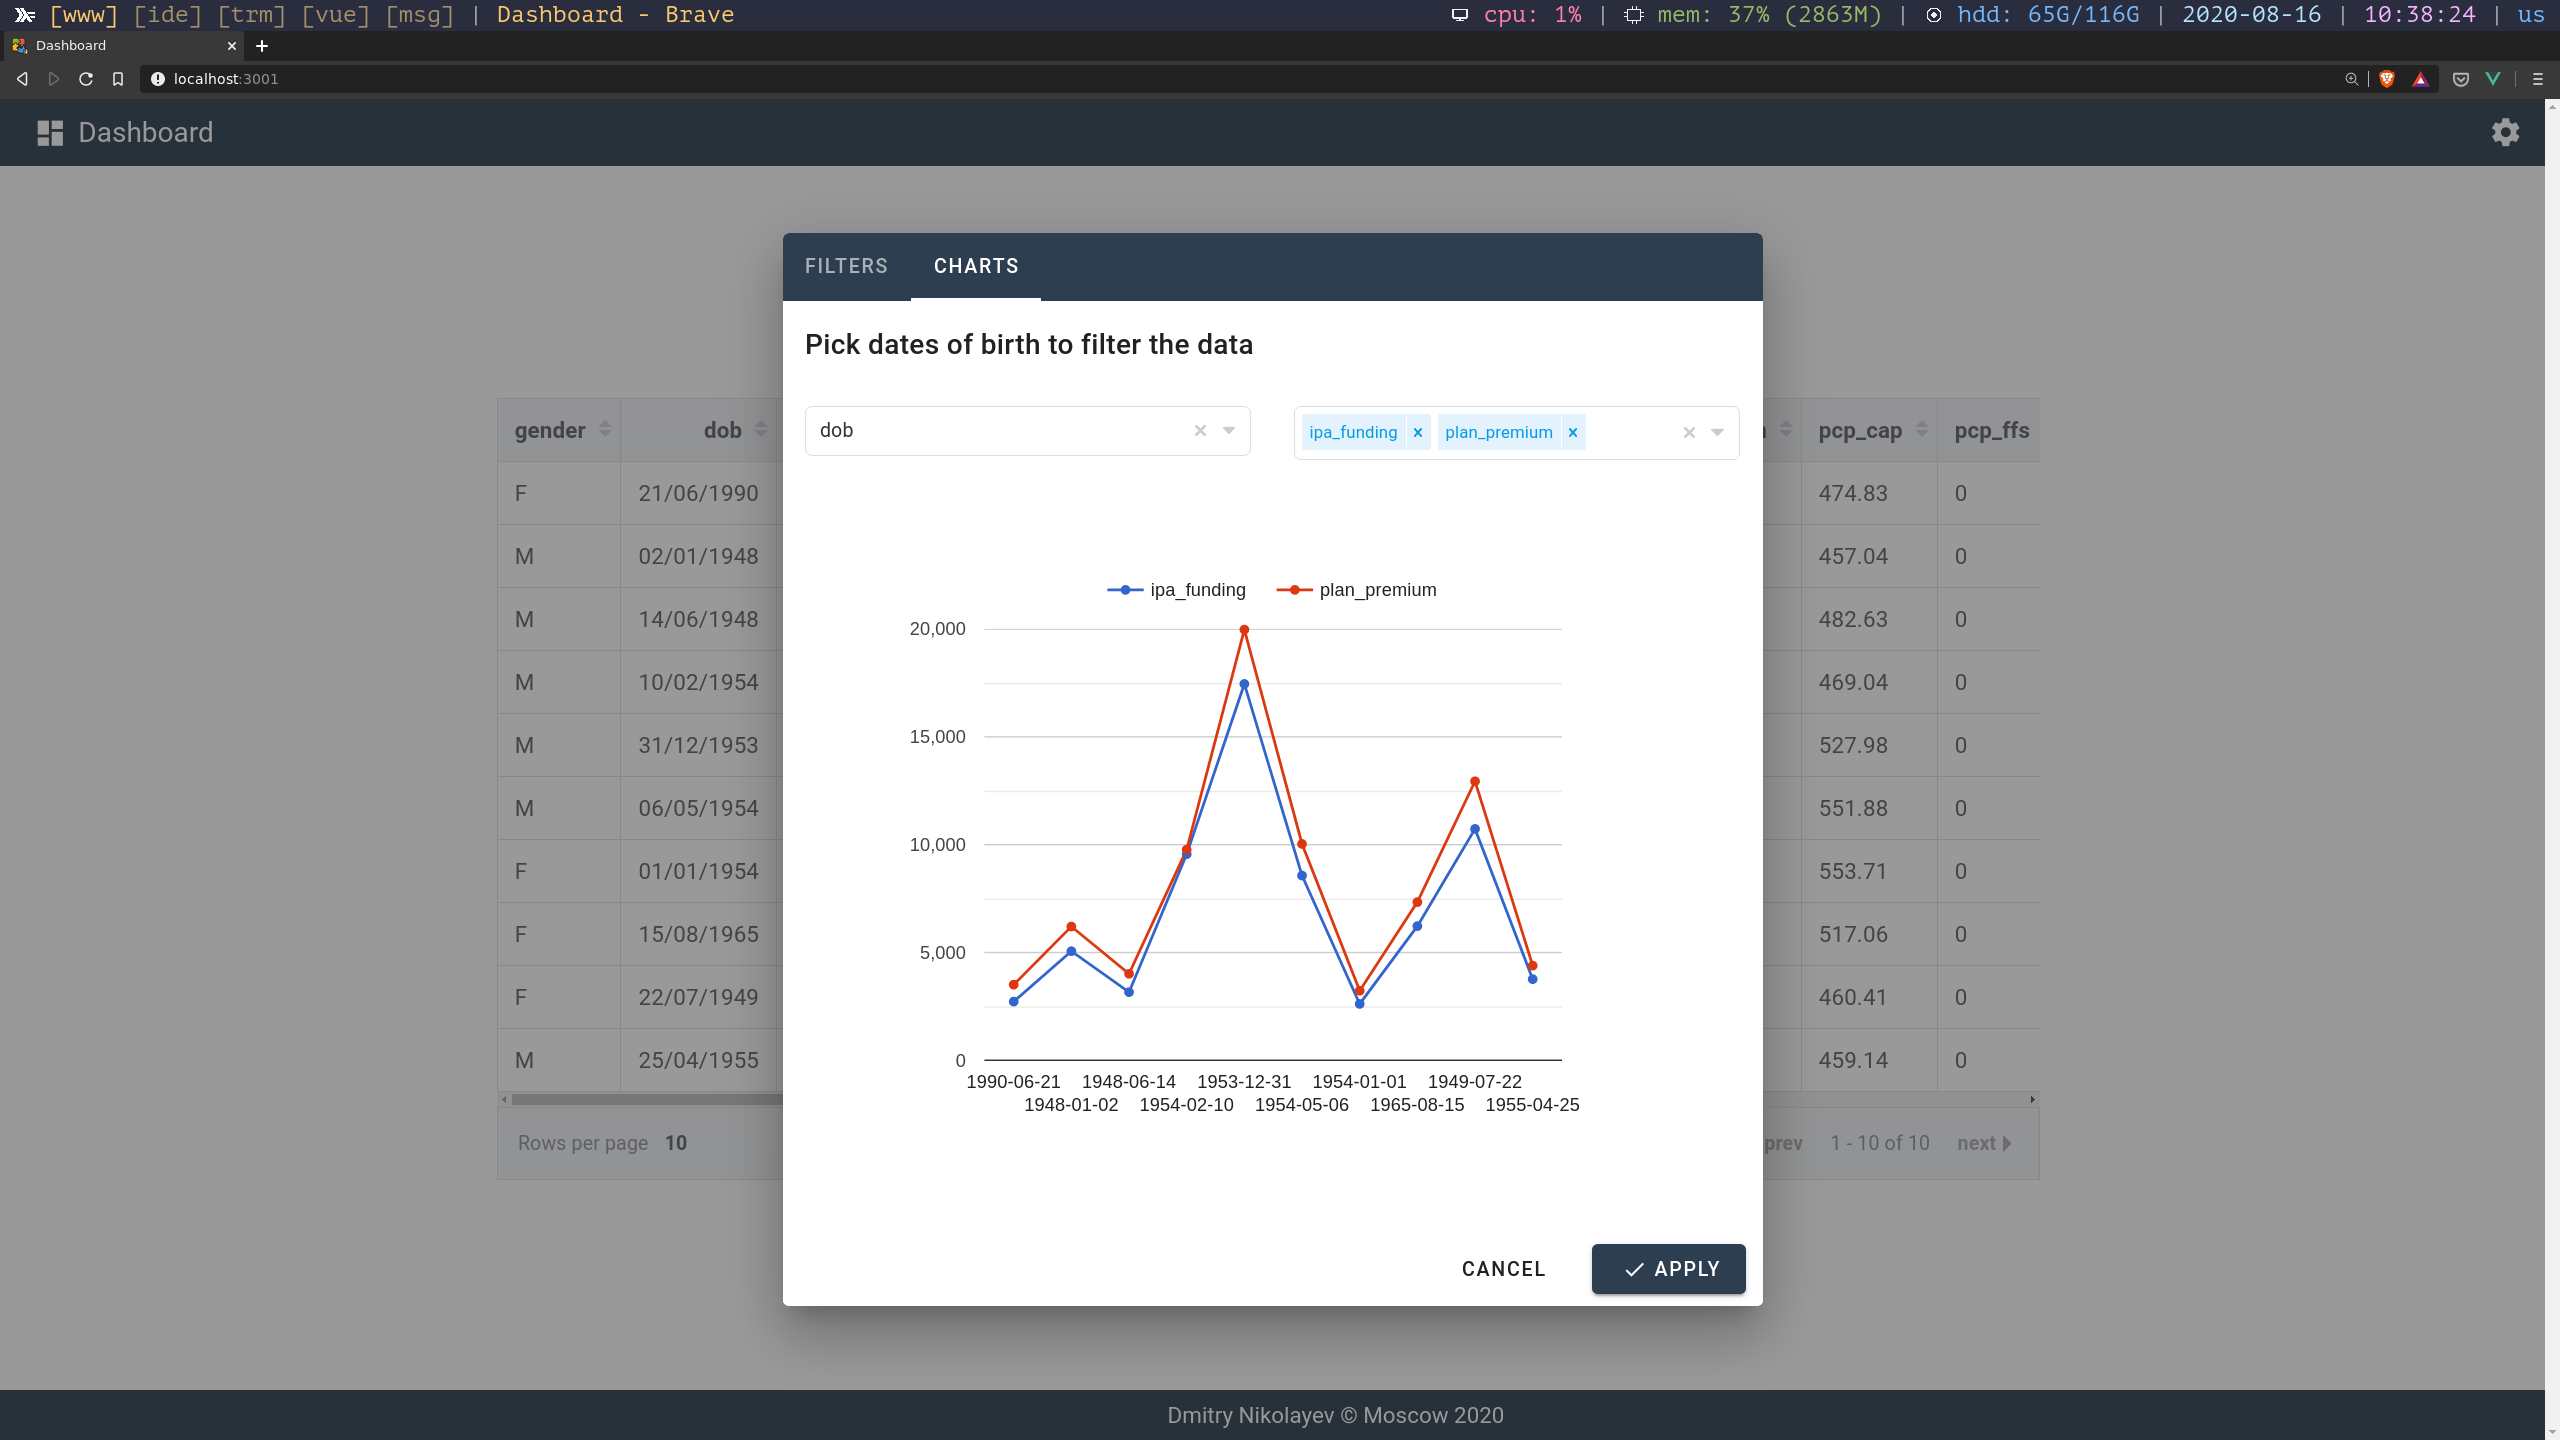 [www] [ide] [trm] [vue] [msg] | Dashboard - Brave
cpu: 1% | mem: 37% (2863M) | hdd: 65G/116G | 2020-08-16 | 10:38:24 | us
Dashboard
localhost:3001
Dashboard
FILTERS CHARTS
Pick dates of birth to filter the data
dob
ipa_funding × plan_premium ×
gender dob pcp_cap pcp_ffs
F 21/06/1990 474.83 0
M 02/01/1948 457.04 0
M 14/06/1948 482.63 0
M 10/02/1954 469.04 0
M 31/12/1953 527.98 0
M 06/05/1954 551.88 0
F 01/01/1954 553.71 0
F 15/08/1965 517.06 0
F 22/07/1949 460.41 0
M 25/04/1955 459.14 0
ipa_funding plan_premium
20,000
15,000
10,000
5,000
0
1990-06-21 1948-06-14 1953-12-31 1954-01-01 1949-07-22
1948-01-02 1954-02-10 1954-05-06 1965-08-15 1955-04-25
Rows per page 10
prev 1 - 10 of 10 next
CANCEL APPLY
Dmitry Nikolayev © Moscow 2020